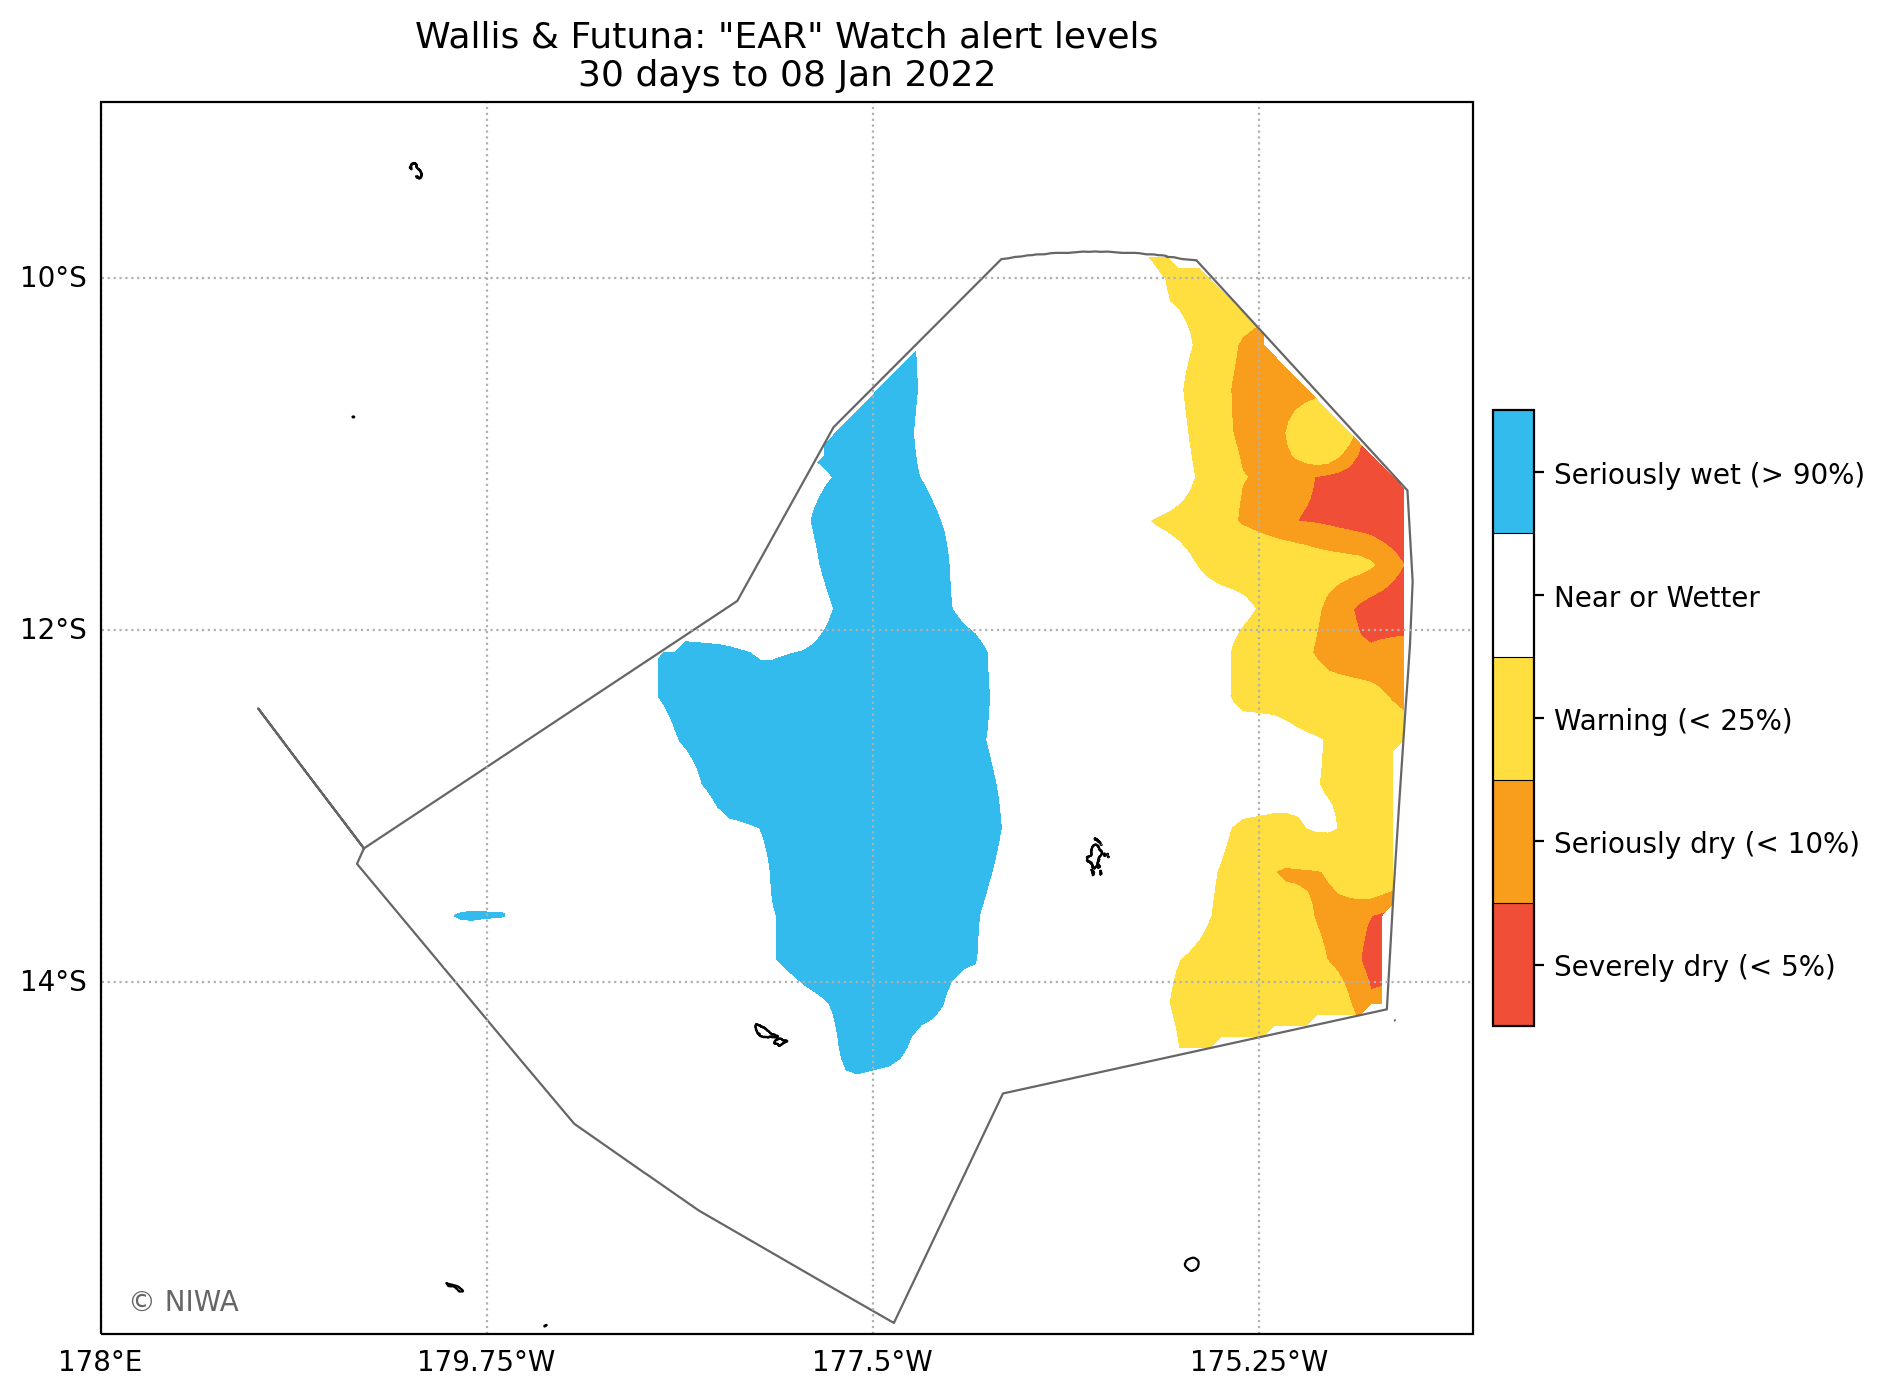 Wallis & Futuna: "EAR" Watch alert levels
30 days to 08 Jan 2022
10°S
12°S
14°S
178°E
179.75°W
177.5°W
175.25°W
© NIWA
Seriously wet (> 90%)
Near or Wetter
Warning (< 25%)
Seriously dry (< 10%)
Severely dry (< 5%)